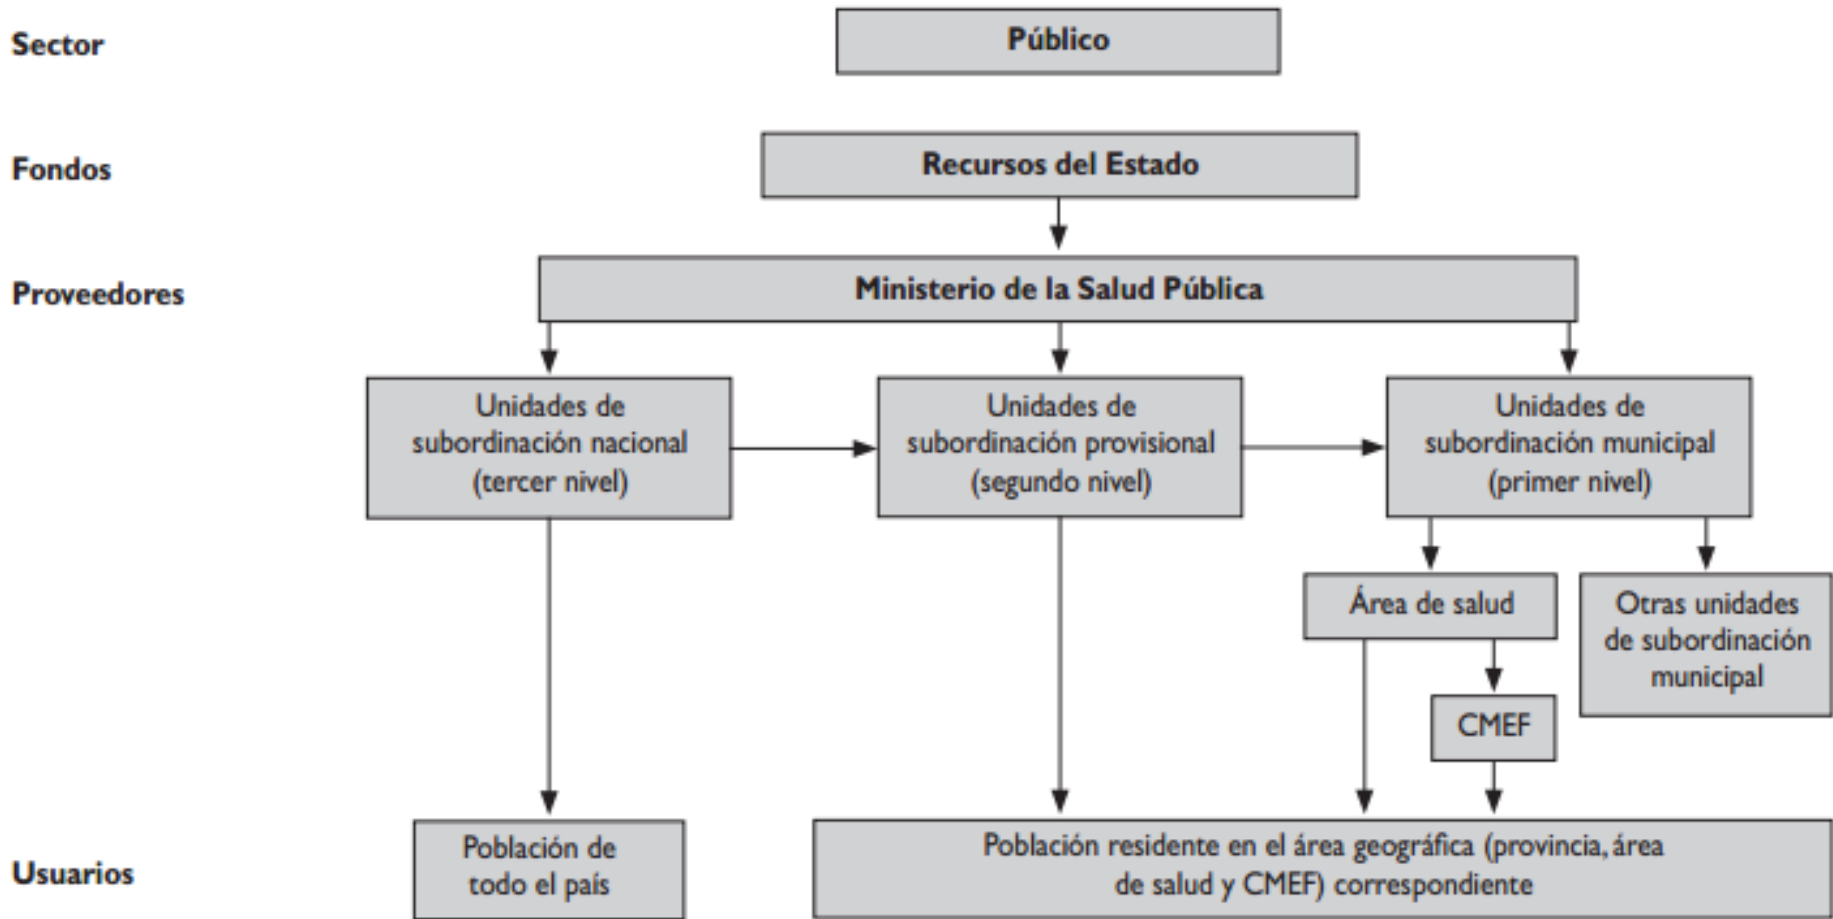 Sector
Público
Fondos
Recursos del Estado
Proveedores
Ministerio de la Salud Pública
Unidades de
subordinación nacional
(tercer nivel)
Unidades de
subordinación provisional
(segundo nivel)
Unidades de
subordinación municipal
(primer nivel)
Área de salud
Otras unidades
de subordinación
municipal
CMEF
Usuarios
Población de
todo el país
Población residente en el área geográfica (provincia, área
de salud y CMEF) correspondiente